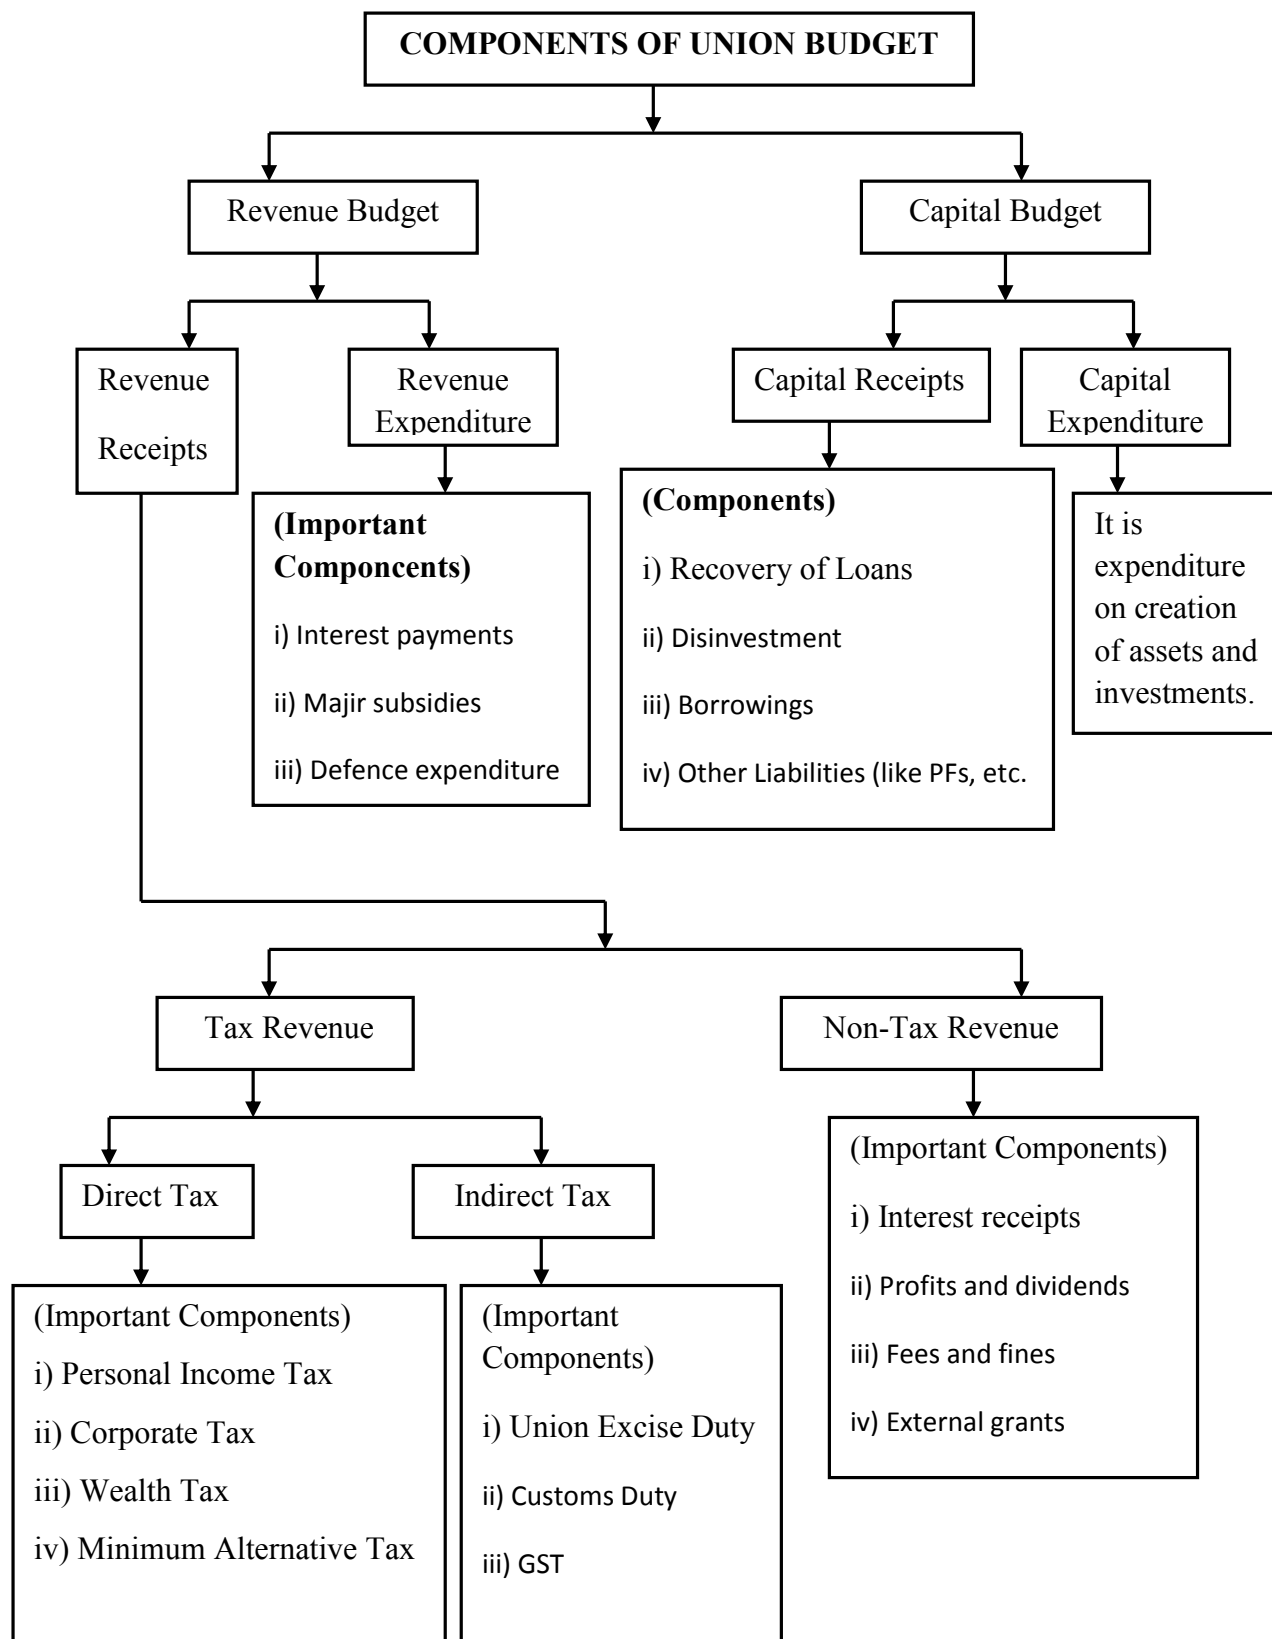 COMPONENTS OF UNION BUDGET
Revenue Budget
Capital Budget
Revenue
Receipts
Revenue
Expenditure
Capital Receipts
Capital
Expenditure
(Important
Componcents)
i) Interest payments
ii) Majir subsidies
iii) Defence expenditure
(Components)
i) Recovery of Loans
ii) Disinvestment
iii) Borrowings
iv) Other Liabilities (like PFs, etc.
It is
expenditure
on creation
of assets and
investments.
Tax Revenue
Non-Tax Revenue
Direct Tax
Indirect Tax
(Important Components)
i) Personal Income Tax
ii) Corporate Tax
iii) Wealth Tax
iv) Minimum Alternative Tax
(Important
Components)
i) Union Excise Duty
ii) Customs Duty
iii) GST
(Important Components)
i) Interest receipts
ii) Profits and dividends
iii) Fees and fines
iv) External grants